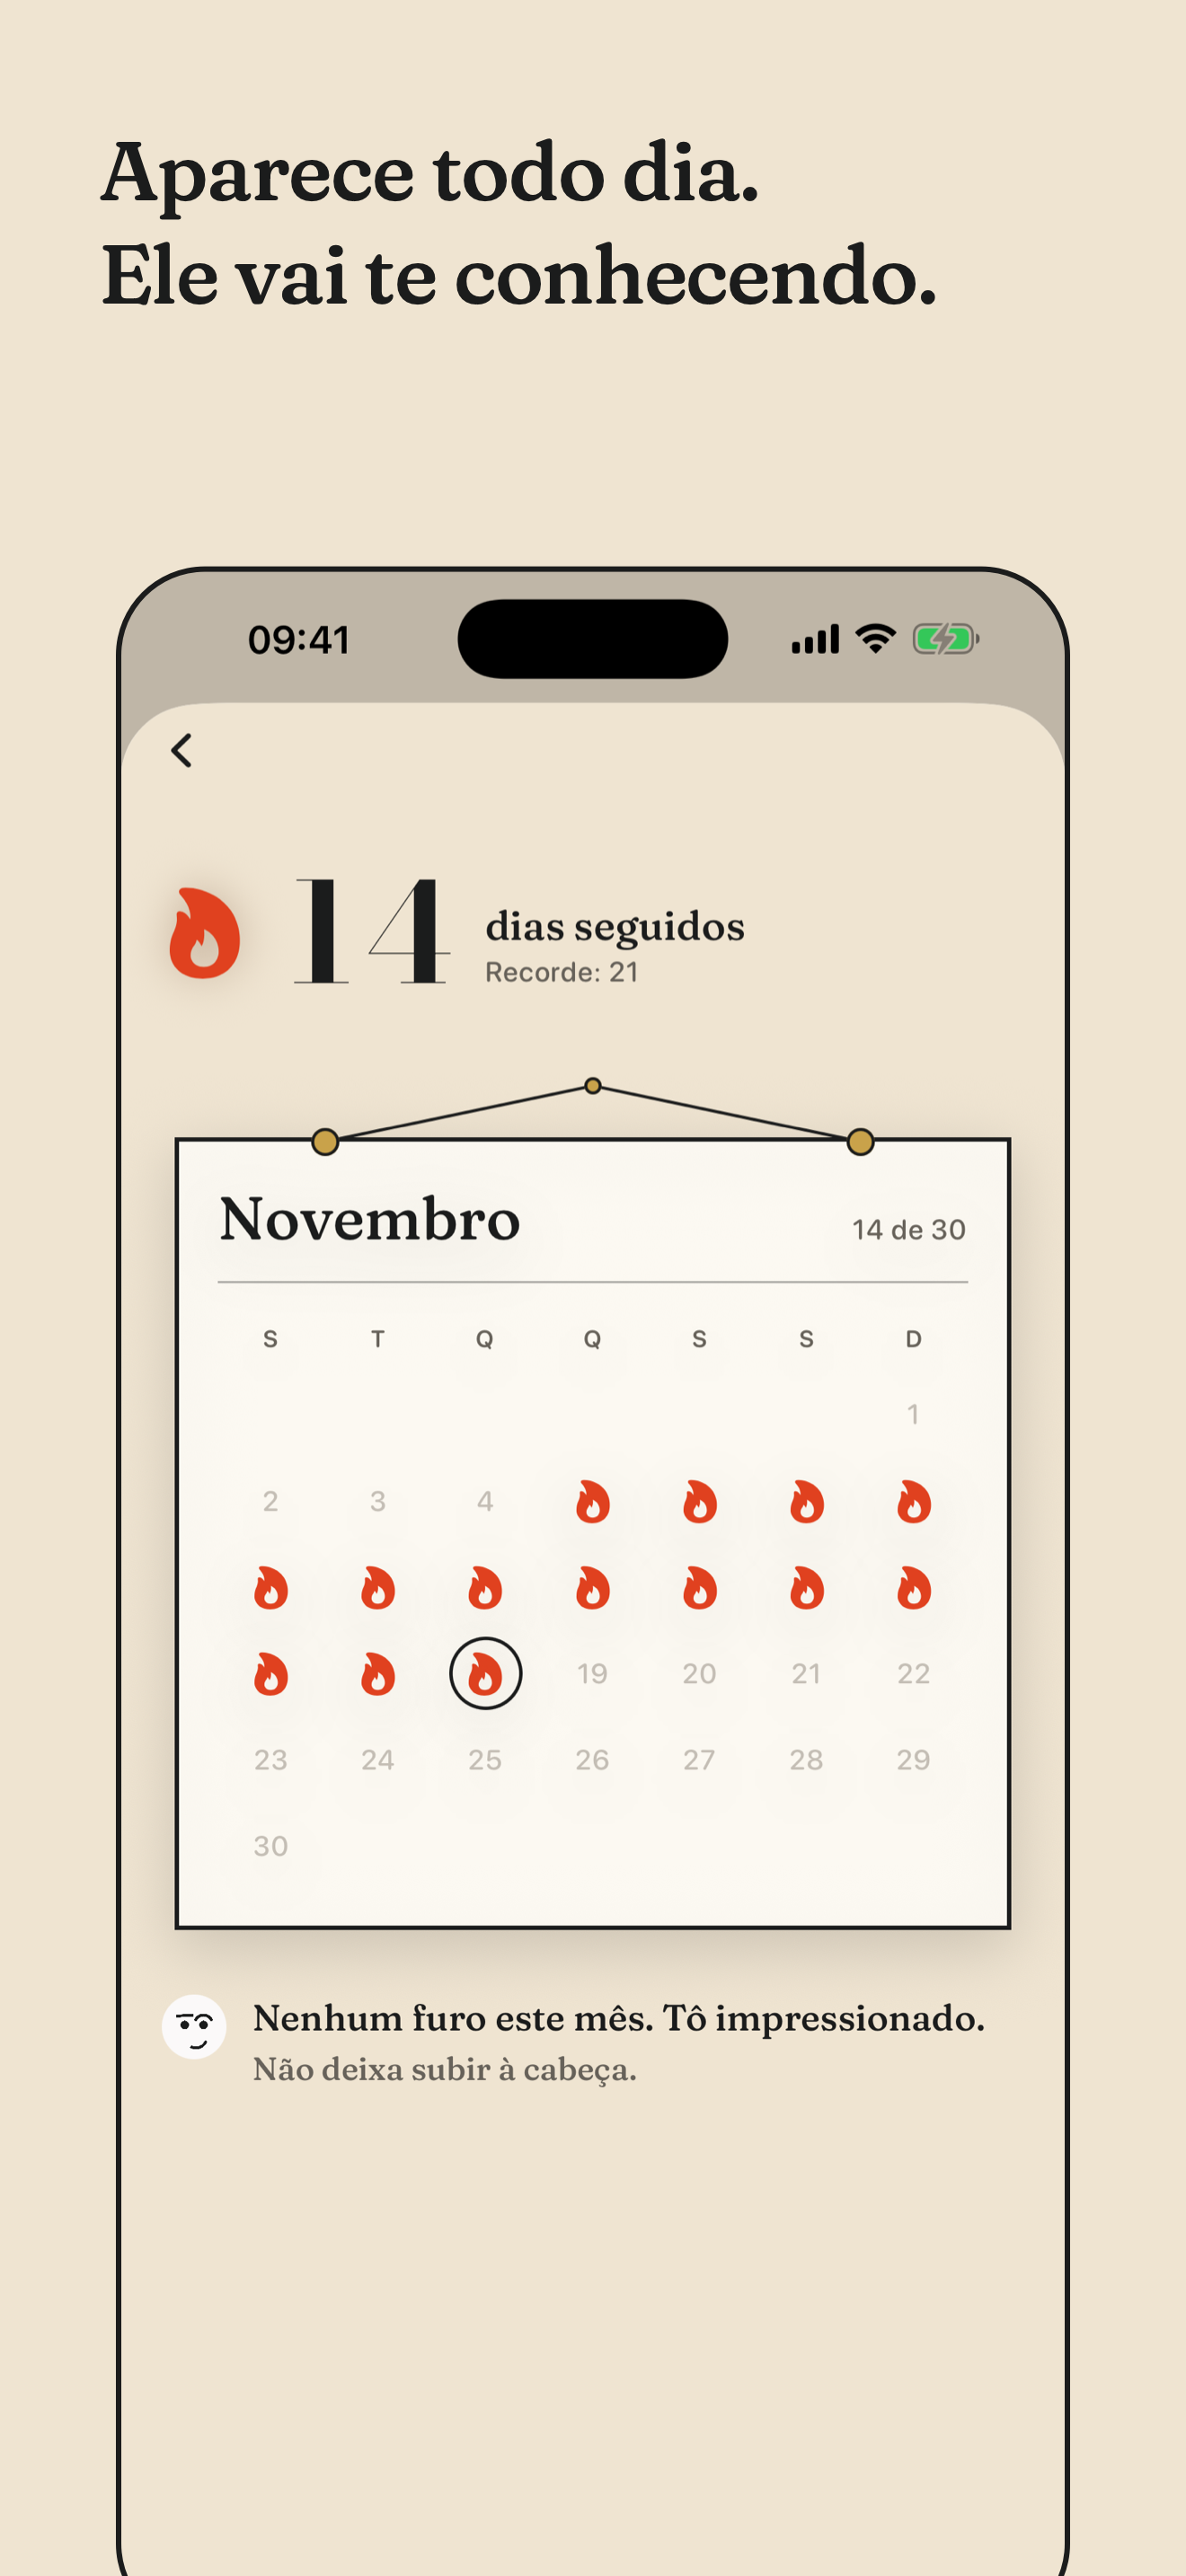 Aparece todo dia.
Ele vai te conhecendo.
09:41
14 dias seguidos
Recorde: 21
Novembro 14 de 30
S T Q Q S S D
1
2 3 4
19 20 21 22
23 24 25 26 27 28 29
30
Nenhum furo este mês. Tô impressionado.
Não deixa subir à cabeça.